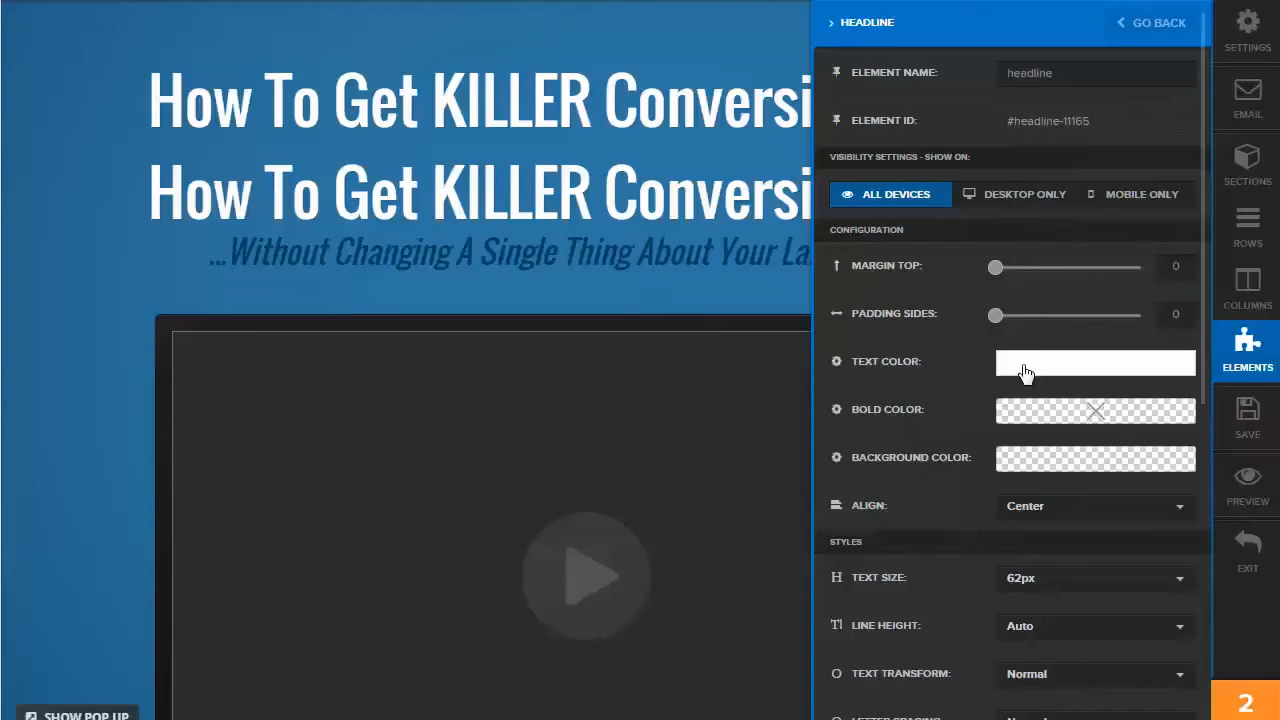 How To Get KILLER Conversi
How To Get KILLER Conversi
...Without Changing A Single Thing About Your La
SHOW POP UP
HEADLINE
GO BACK
ELEMENT NAME: headline
ELEMENT ID: #headline-11165
VISIBILITY SETTINGS - SHOW ON:
ALL DEVICES DESKTOP ONLY MOBILE ONLY
CONFIGURATION
MARGIN TOP: 0
PADDING SIDES: 0
TEXT COLOR:
BOLD COLOR:
BACKGROUND COLOR:
ALIGN: Center
STYLES
TEXT SIZE: 62px
LINE HEIGHT: Auto
TEXT TRANSFORM: Normal
SETTINGS
EMAIL
SECTIONS
ROWS
COLUMNS
ELEMENTS
SAVE
PREVIEW
EXIT
2